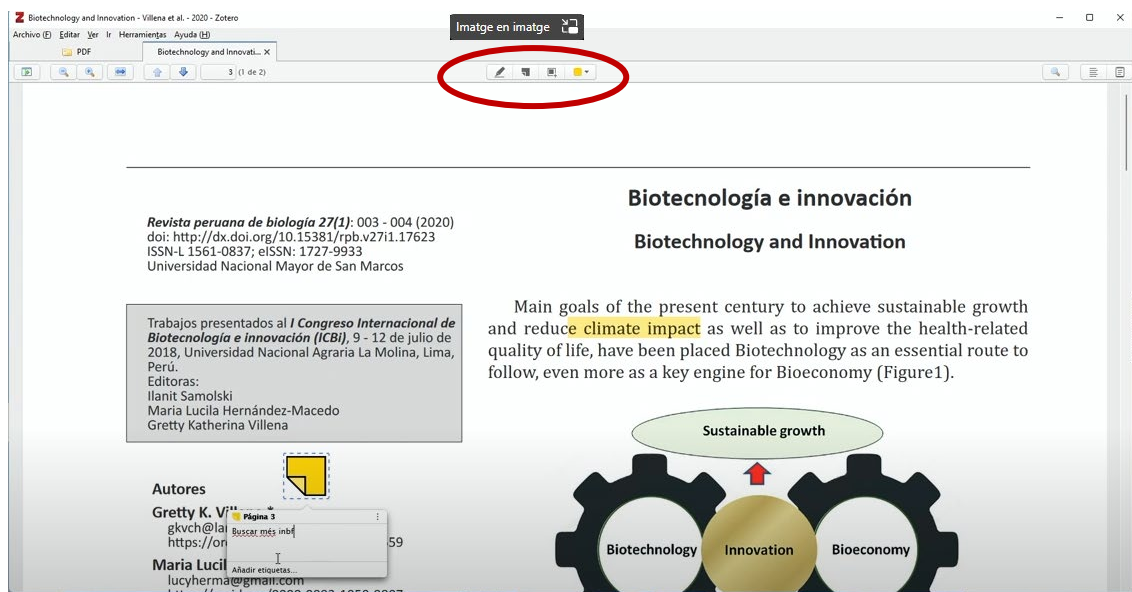 Biotechnology and Innovation - Villena et al. - 2020 - Zotero
Imatge en imatge
Archivo (F) Editar Ver Ir Herramientas Ayuda (H)
PDF
Biotechnology and Innovati... ✕
3 (1 de 2)
Biotecnología e innovación
Biotechnology and Innovation
Revista peruana de biología 27(1): 003 - 004 (2020)
doi: http://dx.doi.org/10.15381/rpb.v27i1.17623
ISSN-L 1561-0837; eISSN: 1727-9933
Universidad Nacional Mayor de San Marcos
Trabajos presentados al I Congreso Internacional de
Biotecnología e innovación (ICBI), 9 - 12 de julio de
2018, Universidad Nacional Agraria La Molina, Lima,
Perú.
Editoras:
Ilanit Samolski
Maria Lucila Hernández-Macedo
Gretty Katherina Villena
Main goals of the present century to achieve sustainable growth
and reduce climate impact as well as to improve the health-related
quality of life, have been placed Biotechnology as an essential route to
follow, even more as a key engine for Bioeconomy (Figure1).
Sustainable growth
Biotechnology
Innovation
Bioeconomy
Autores
Gretty K.
Página 3
Buscar més inbf
Añadir etiquetas...
59
lucyherma@gmail.com